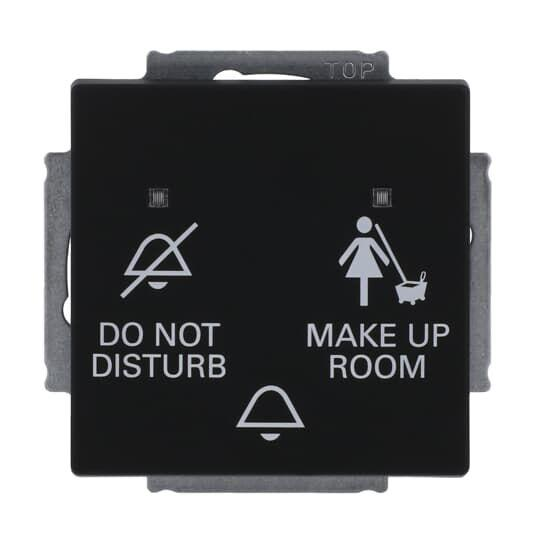 TOP
DO NOT
DISTURB
MAKE UP
ROOM